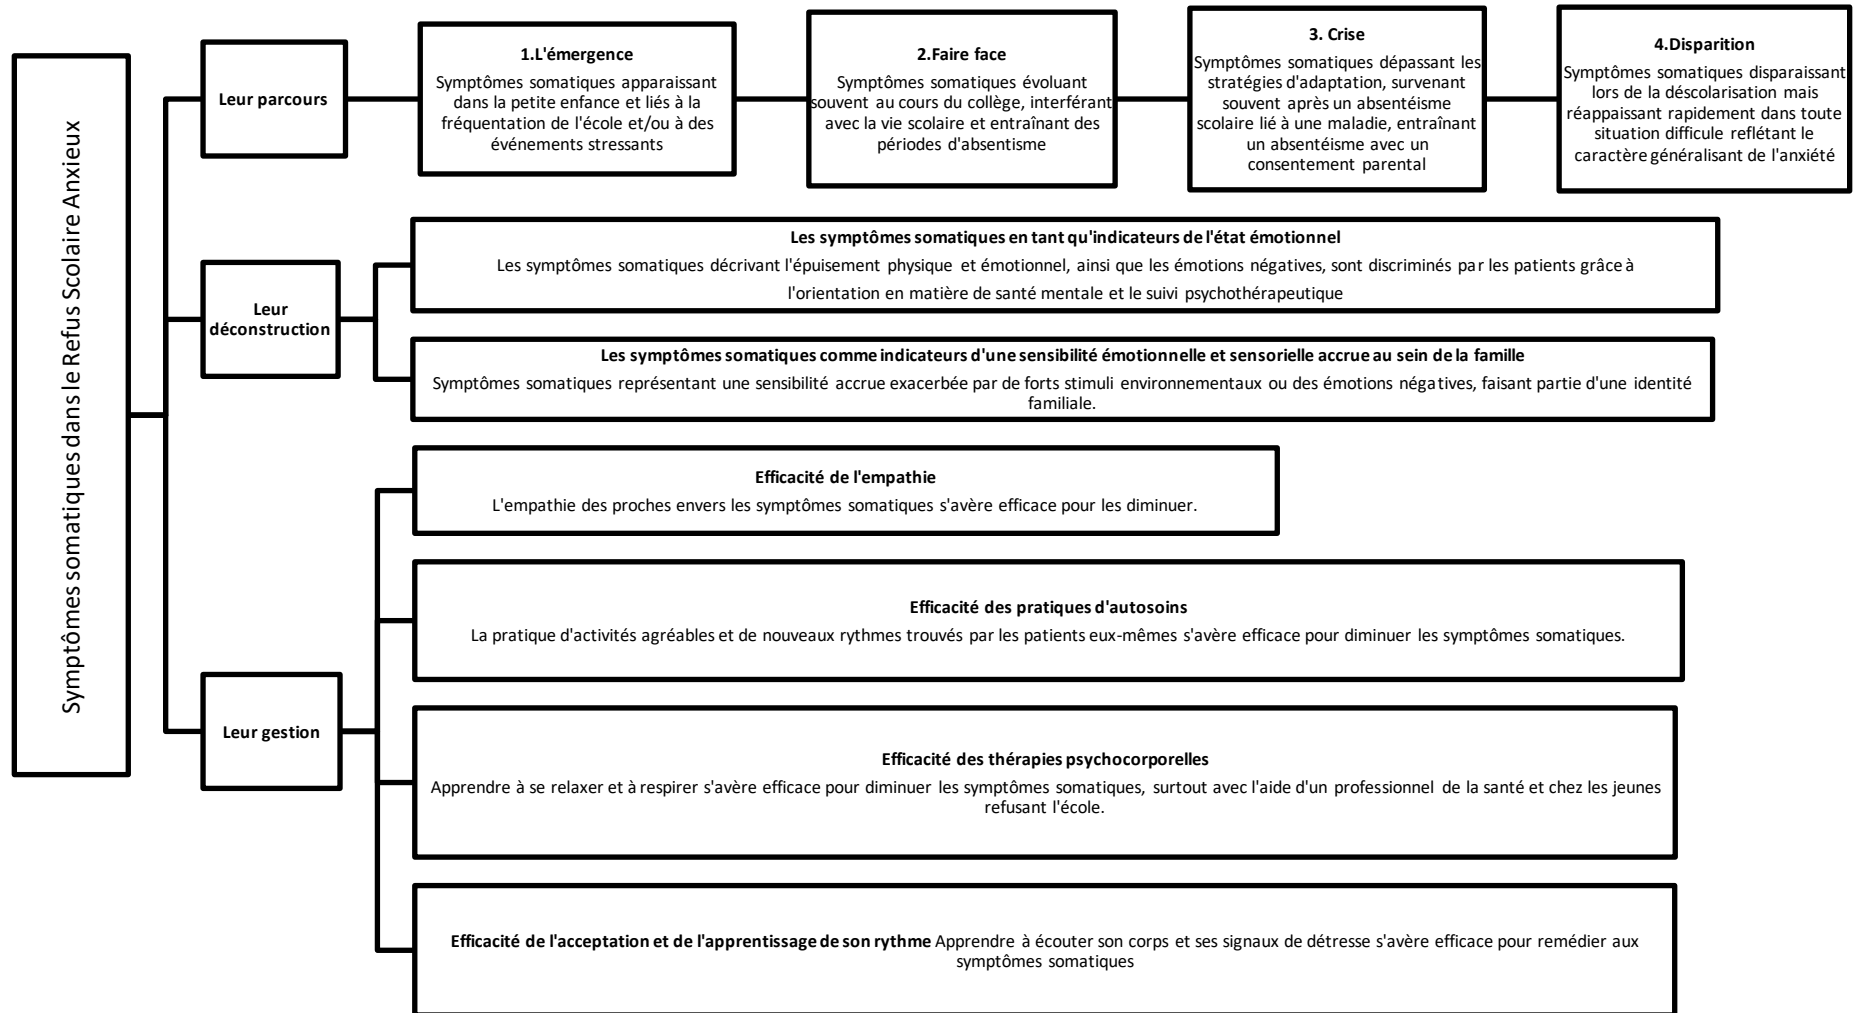 Symptômes somatiques dans le Refus Scolaire Anxieux
Leur parcours
1.L'émergence
Symptômes somatiques apparaissant
dans la petite enfance et liés à la
fréquentation de l'école et/ou à des
événements stressants
2.Faire face
Symptômes somatiques évoluant
souvent au cours du collège, interférant
avec la vie scolaire et entraînant des
périodes d'absentisme
3. Crise
Symptômes somatiques dépassant les
stratégies d'adaptation, survenant
souvent après un absentéisme
scolaire lié à une maladie, entraînant
un absentéisme avec un
consentement parental
4.Disparition
Symptômes somatiques disparaissant
lors de la déscolarisation mais
réappaissant rapidement dans toute
situation difficile reflétant le
caractère généralisant de l'anxiété
Leur
déconstruction
Les symptômes somatiques en tant qu'indicateurs de l'état émotionnel
Les symptômes somatiques décrivant l'épuisement physique et émotionnel, ainsi que les émotions négatives, sont discriminés par les patients grâce à
l'orientation en matière de santé mentale et le suivi psychothérapeutique
Les symptômes somatiques comme indicateurs d'une sensibilité émotionnelle et sensorielle accrue au sein de la famille
Symptômes somatiques représentant une sensibilité accrue exacerbée par de forts stimuli environnementaux ou des émotions négatives, faisant partie d'une identité
familiale.
Leur gestion
Efficacité de l'empathie
L'empathie des proches envers les symptômes somatiques s'avère efficace pour les diminuer.
Efficacité des pratiques d'autosoins
La pratique d'activités agréables et de nouveaux rythmes trouvés par les patients eux-mêmes s'avère efficace pour diminuer les symptômes somatiques.
Efficacité des thérapies psychocorporelles
Apprendre à se relaxer et à respirer s'avère efficace pour diminuer les symptômes somatiques, surtout avec l'aide d'un professionnel de la santé et chez les jeunes
refusant l'école.
Efficacité de l'acceptation et de l'apprentissage de son rythme Apprendre à écouter son corps et ses signaux de détresse s'avère efficace pour remédier aux
symptômes somatiques